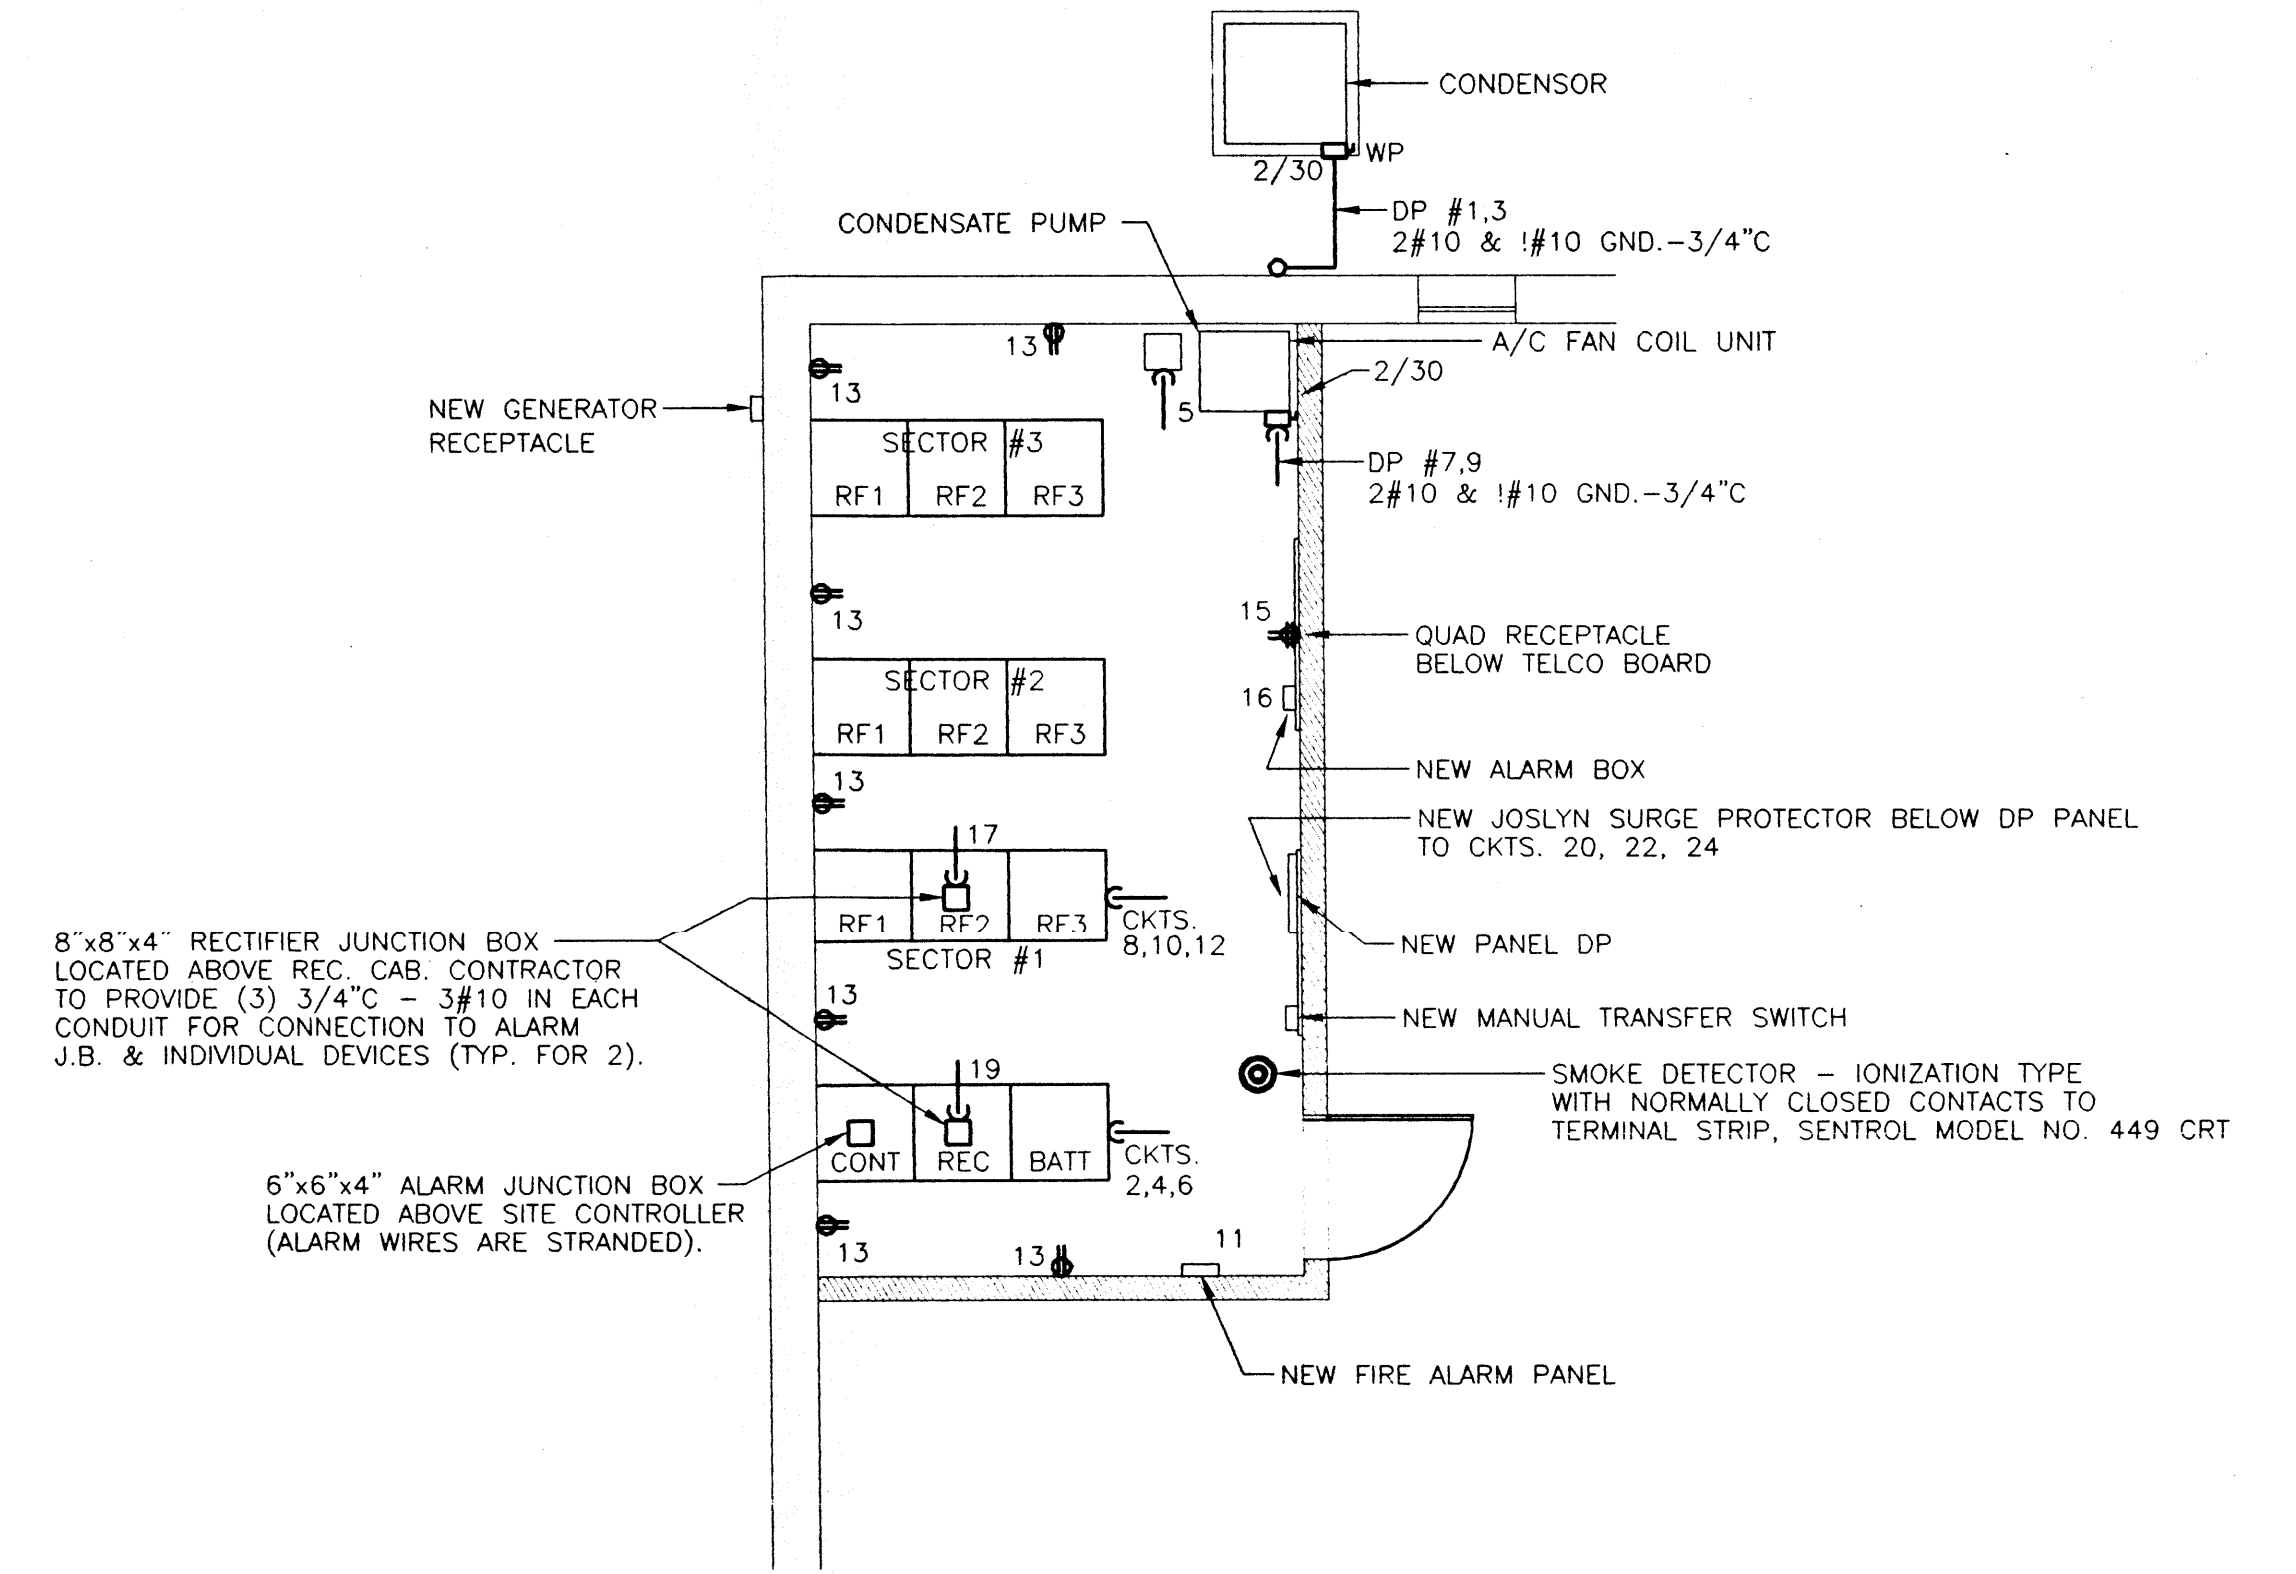 CONDENSOR
WP
2/30
DP #1,3
2#10 & !#10 GND.-3/4"C
CONDENSATE PUMP
13
A/C FAN COIL UNIT
2/30
13
5
NEW GENERATOR
RECEPTACLE
SECTOR #3
RF1 RF2 RF3
DP #7,9
2#10 & !#10 GND.-3/4"C
13
15
QUAD RECEPTACLE
BELOW TELCO BOARD
16
SECTOR #2
RF1 RF2 RF3
NEW ALARM BOX
13
NEW JOSLYN SURGE PROTECTOR BELOW DP PANEL
TO CKTS. 20, 22, 24
17
RF1 RF2 RF3
SECTOR #1
CKTS.
8,10,12
NEW PANEL DP
8"x8"x4" RECTIFIER JUNCTION BOX
LOCATED ABOVE REC. CAB. CONTRACTOR
TO PROVIDE (3) 3/4"C - 3#10 IN EACH
CONDUIT FOR CONNECTION TO ALARM
J.B. & INDIVIDUAL DEVICES (TYP. FOR 2).
13
NEW MANUAL TRANSFER SWITCH
19
SMOKE DETECTOR - IONIZATION TYPE
WITH NORMALLY CLOSED CONTACTS TO
TERMINAL STRIP, SENTROL MODEL NO. 449 CRT
CONT REC BATT
CKTS.
2,4,6
6"x6"x4" ALARM JUNCTION BOX
LOCATED ABOVE SITE CONTROLLER
(ALARM WIRES ARE STRANDED).
13
13
11
NEW FIRE ALARM PANEL